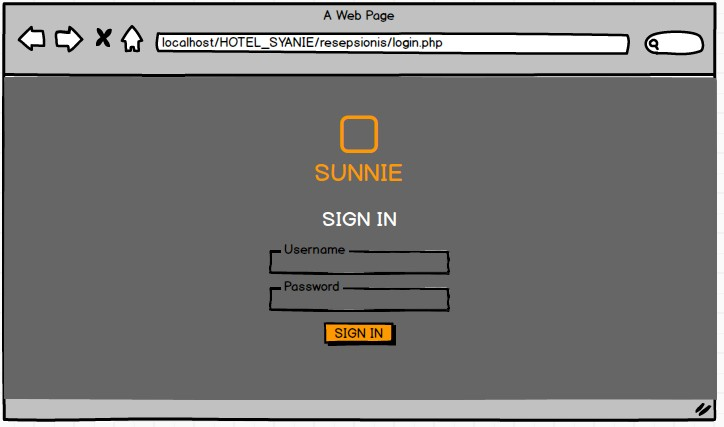 A Web Page
localhost/HOTEL_SYANIE/resepsionis/login.php
SUNNIE
SIGN IN
Username
Password
SIGN IN